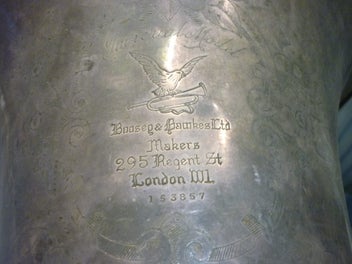 Boosey & Hawkes Ltd
Makers
295 Regent St
London W1
153857